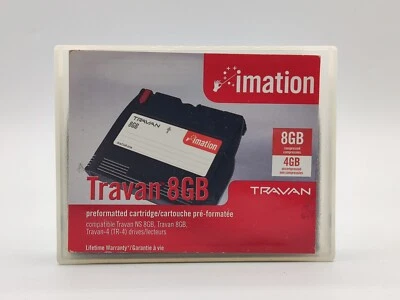 imation
8GB
4GB
TRAVAN
8GB
imation
Travan 8GB
TRAVAN
preformatted cartridge/cartouche pré-formatée
compatible Travan NS 8GB, Travan 8GB,
Travan-4 (TR-4) drives/lecteurs
Lifetime Warranty*/Garantie à vie